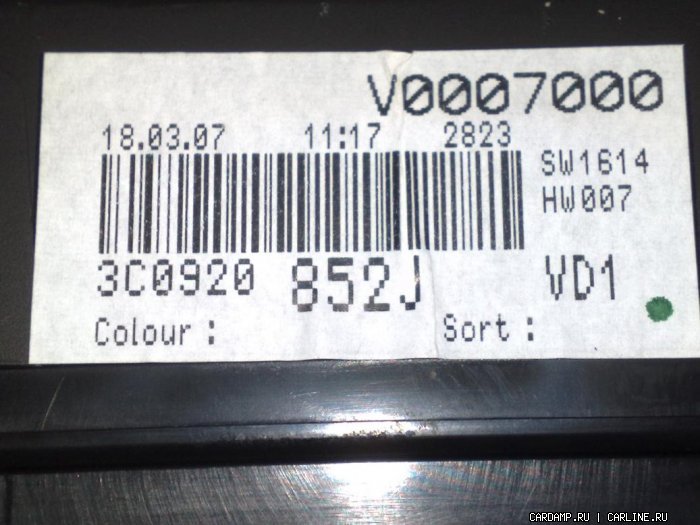 V0007000
18.03.07 11:17 2823
SW1614
HW007
3C0920 852J VD1
Colour : Sort :
CARDAMP.RU | CARLINE.RU